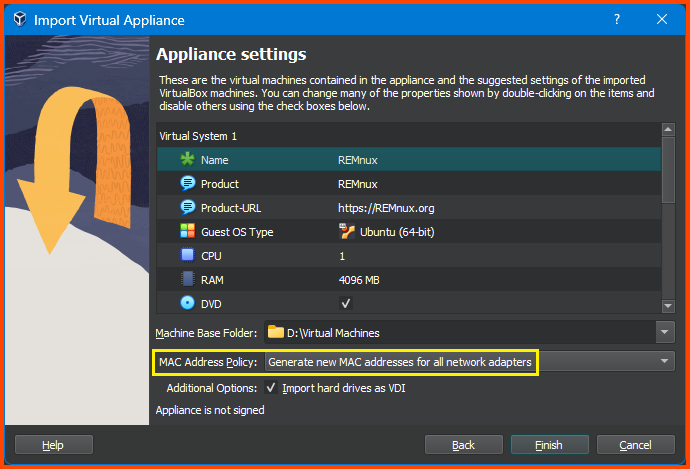 Import Virtual Appliance
?
Appliance settings
These are the virtual machines contained in the appliance and the suggested settings of the imported
VirtualBox machines. You can change many of the properties shown by double-clicking on the items and
disable others using the check boxes below.
Virtual System 1
Name REMnux
Product REMnux
Product-URL https://REMnux.org
Guest OS Type Ubuntu (64-bit)
CPU 1
RAM 4096 MB
DVD
Machine Base Folder: D:\Virtual Machines
MAC Address Policy: Generate new MAC addresses for all network adapters
Additional Options: Import hard drives as VDI
Appliance is not signed
Help Back Finish Cancel